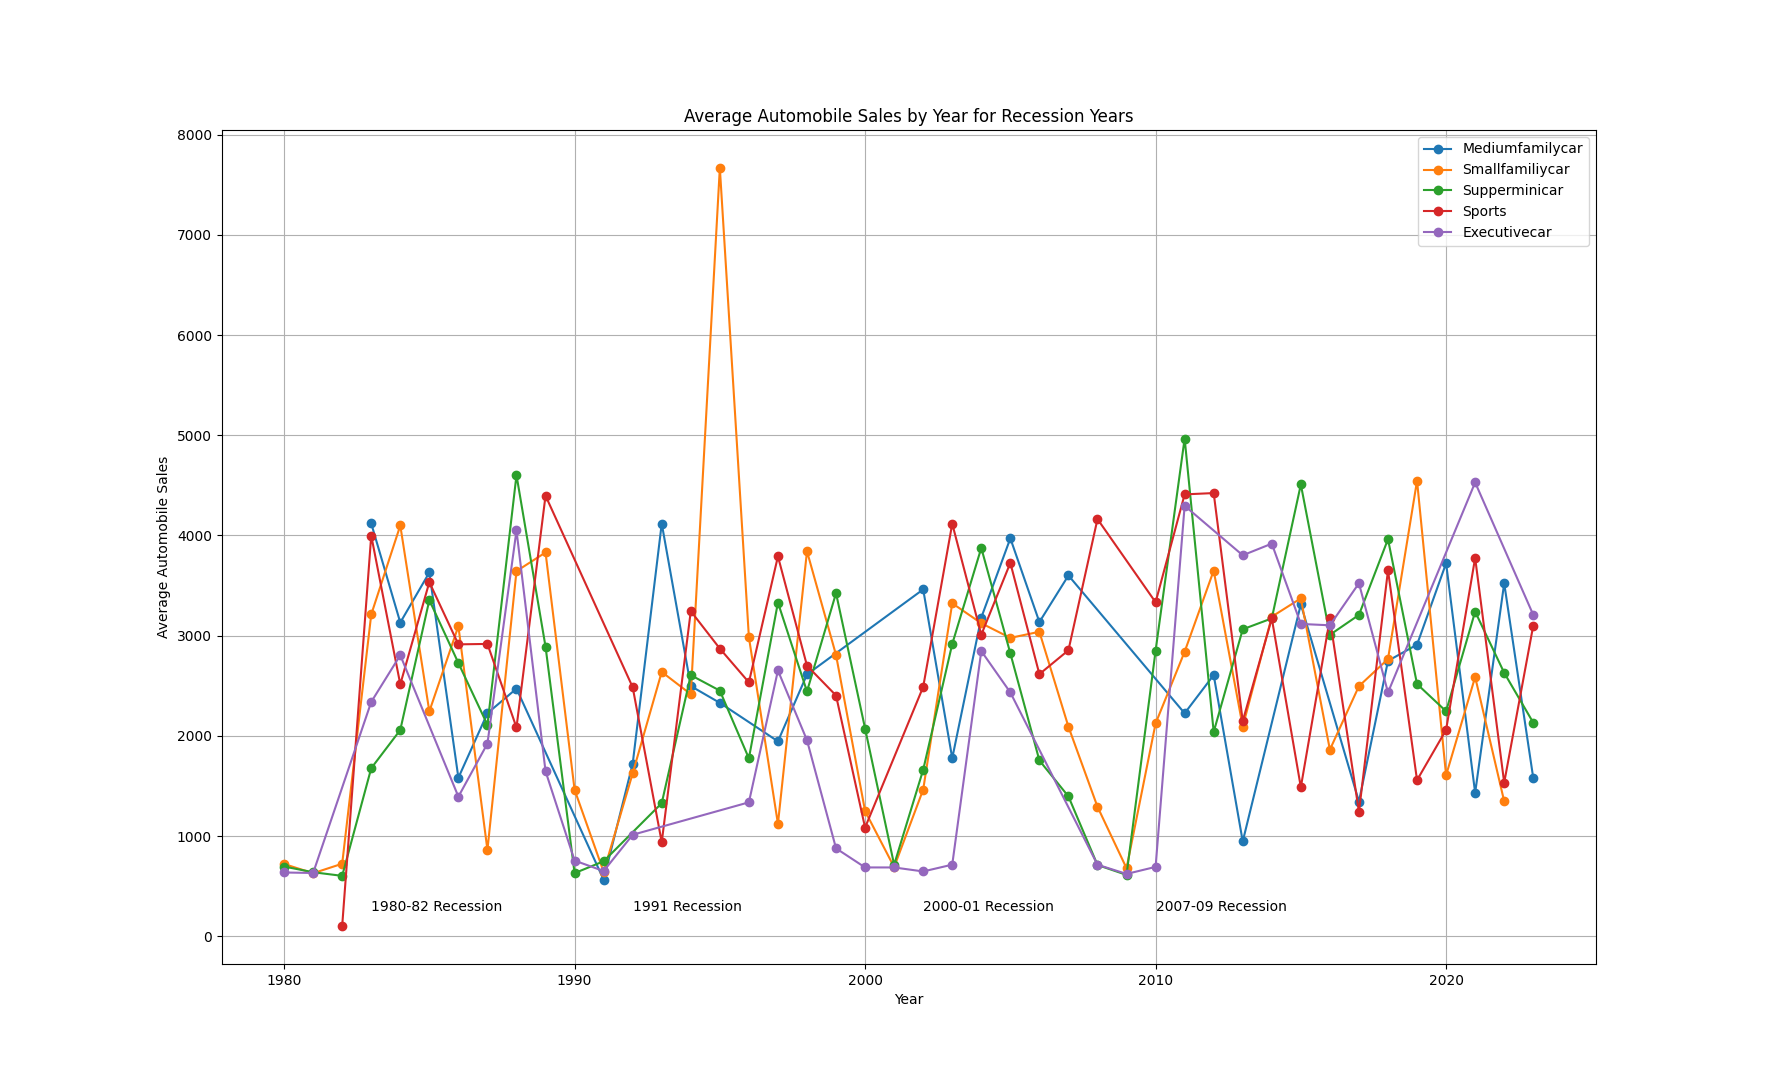 Average Automobile Sales by Year for Recession Years
8000
7000
6000
5000
4000
3000
2000
1000
0
Average Automobile Sales
Mediumfamilycar
Smallfamiliycar
Supperminicar
Sports
Executivecar
1980-82 Recession
1991 Recession
2000-01 Recession
2007-09 Recession
1980
1990
2000
2010
2020
Year